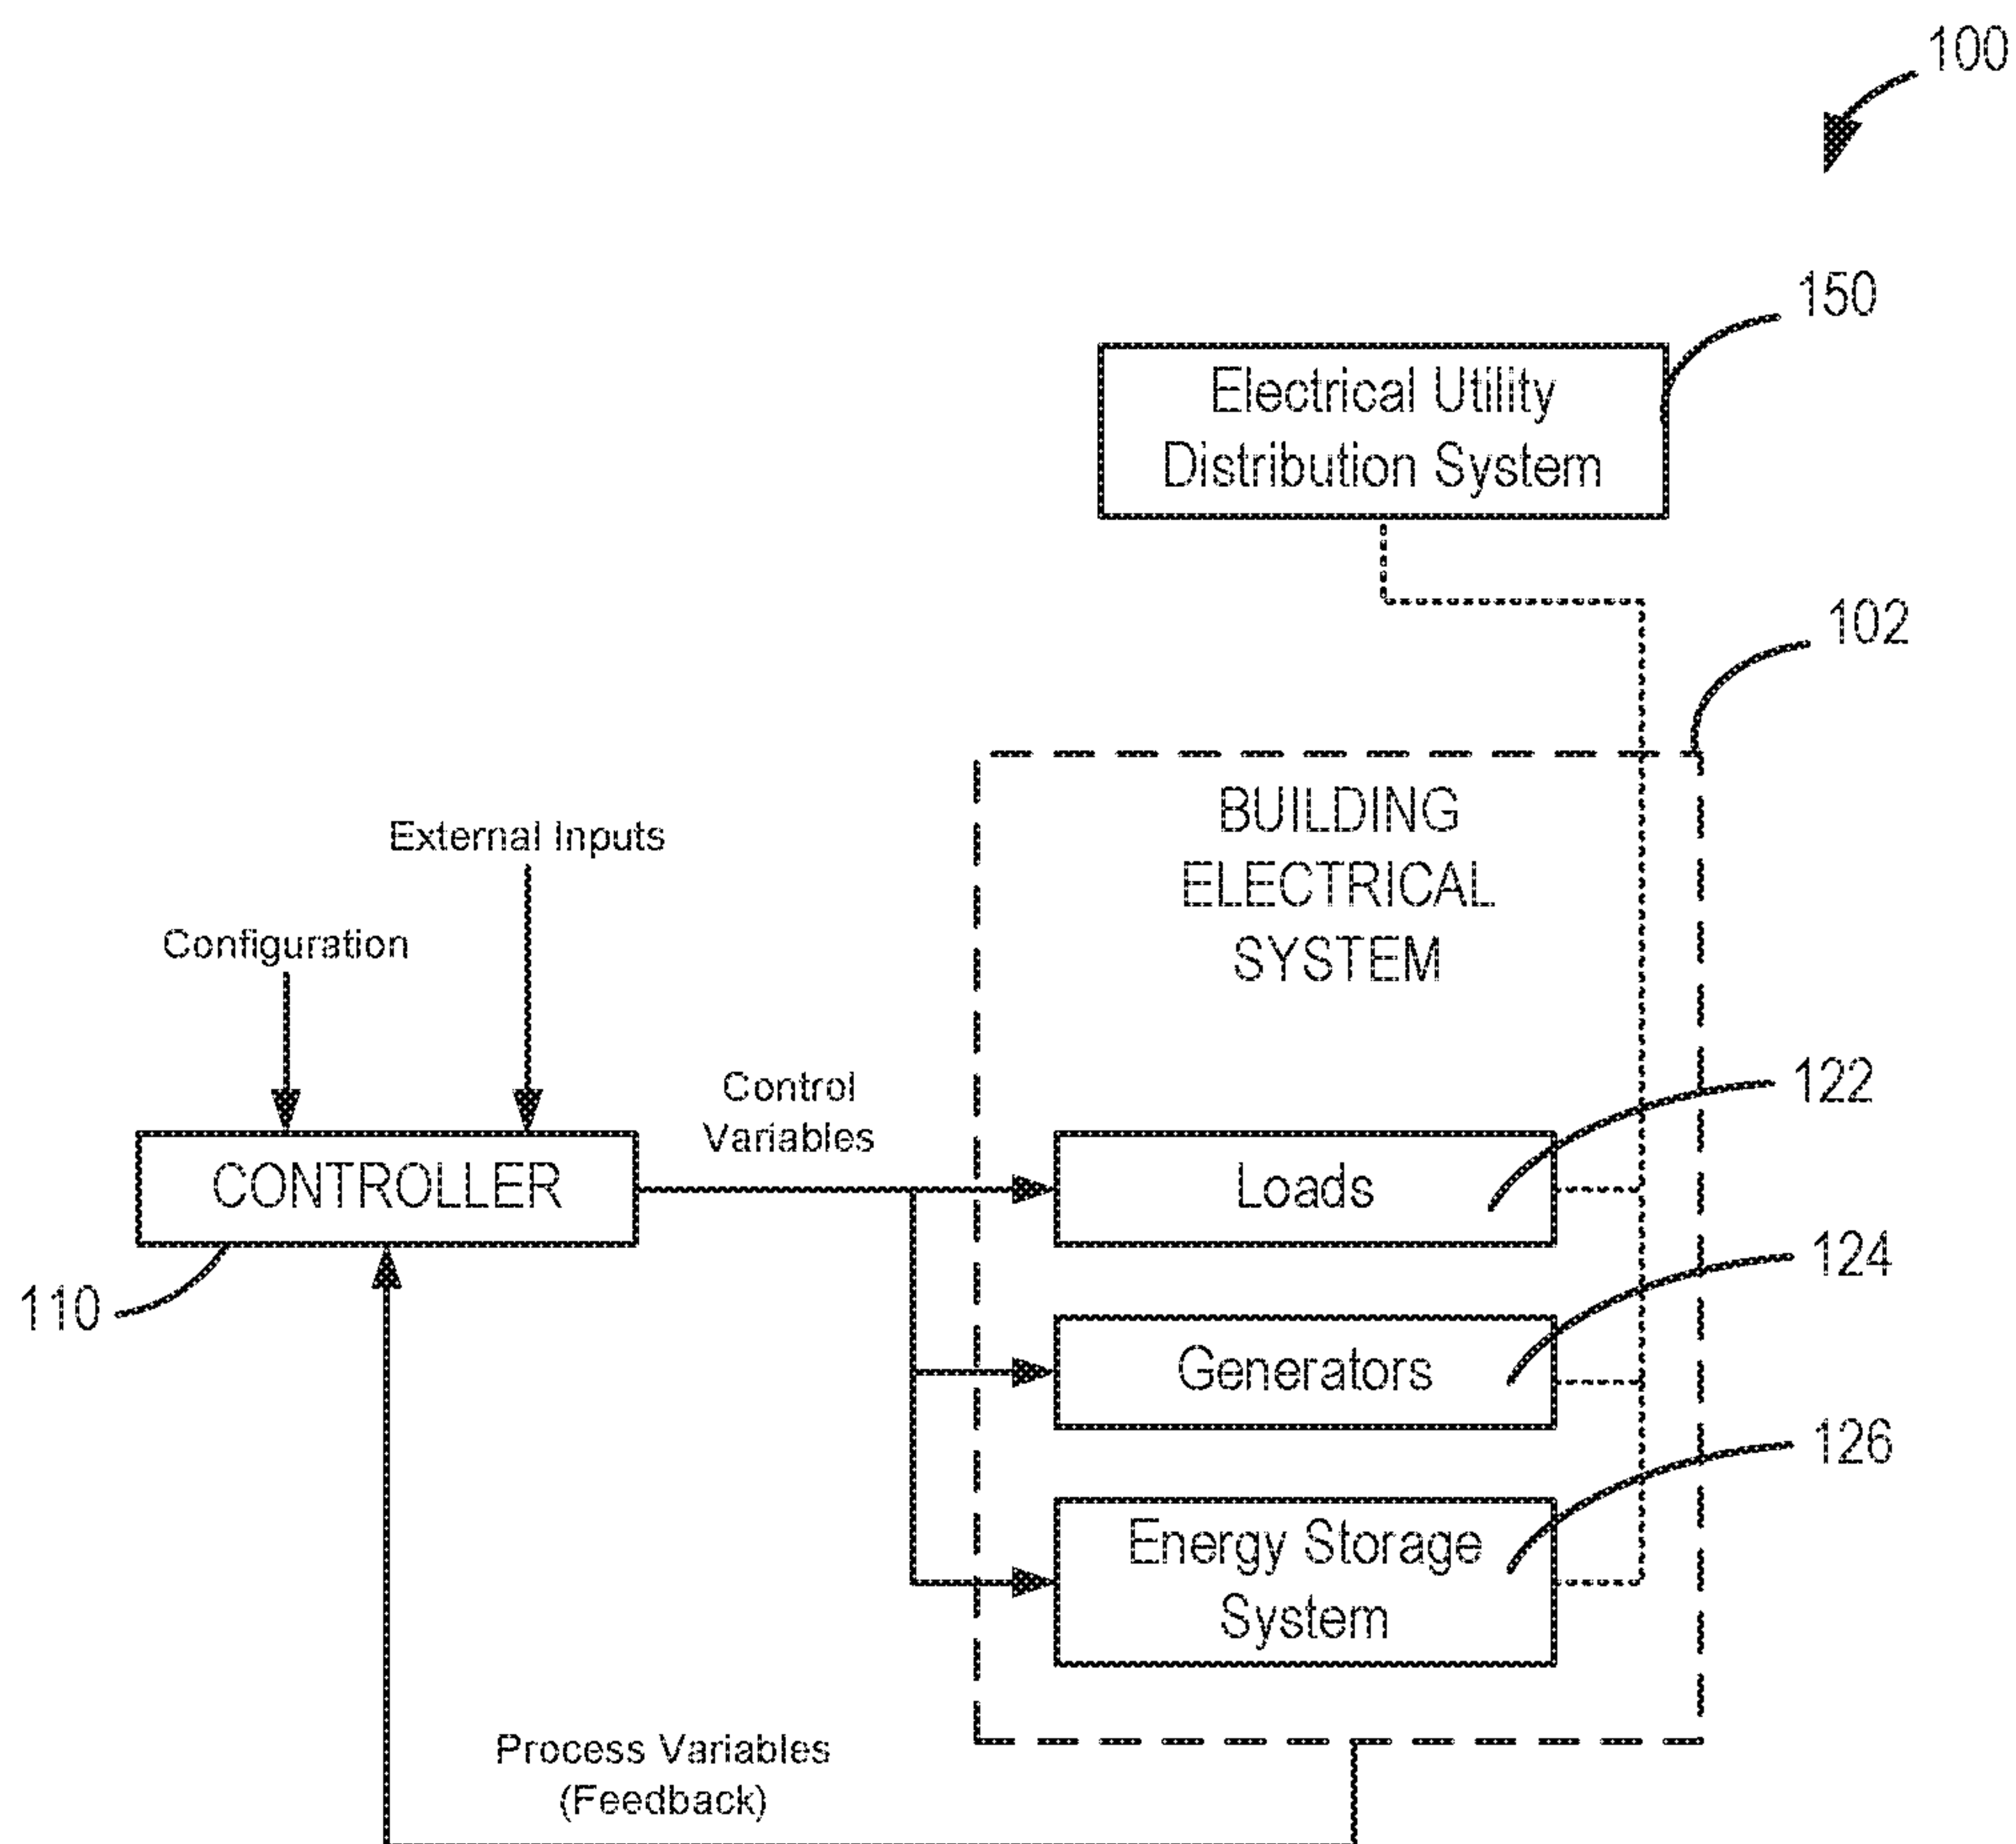 100
150
Electrical Utility
Distribution System
102
BUILDING
ELECTRICAL
SYSTEM
External Inputs
Configuration
Control
Variables
122
CONTROLLER
Loads
110
124
Generators
126
Energy Storage
System
Process Variables
(Feedback)